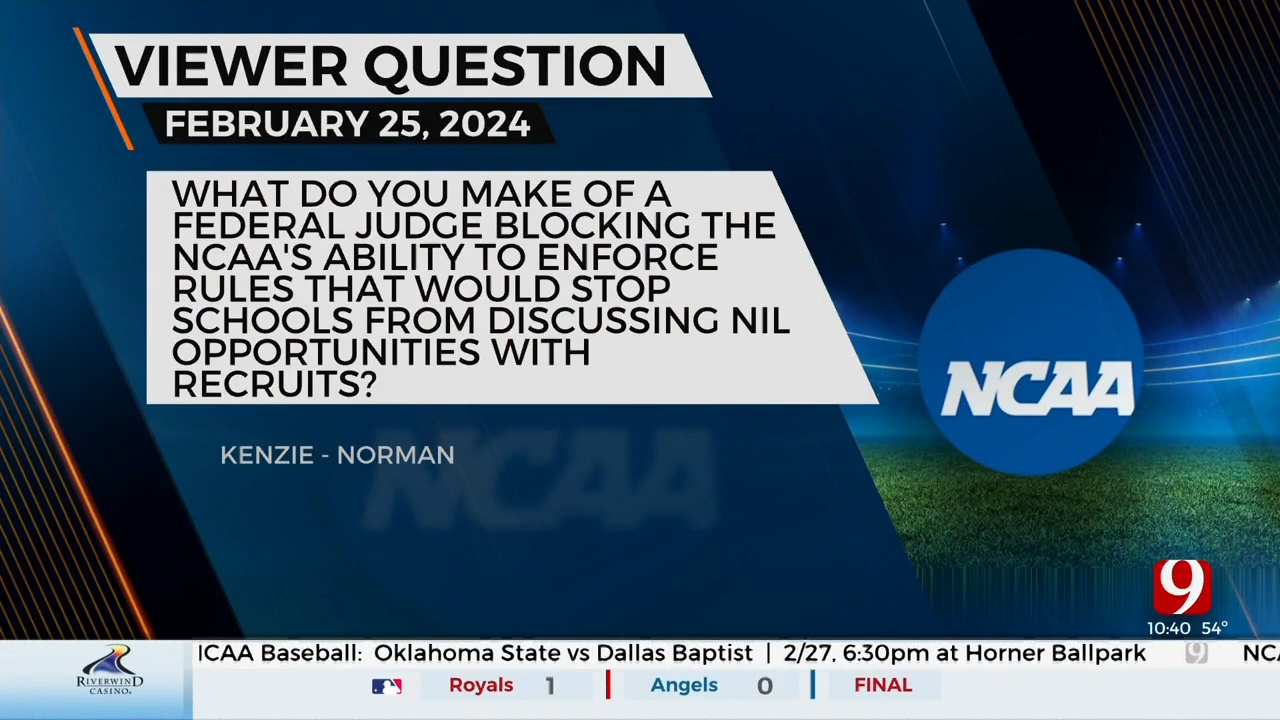 VIEWER QUESTION
FEBRUARY 25, 2024
WHAT DO YOU MAKE OF A
FEDERAL JUDGE BLOCKING THE
NCAA'S ABILITY TO ENFORCE
RULES THAT WOULD STOP
SCHOOLS FROM DISCUSSING NIL
OPPORTUNITIES WITH
RECRUITS?
KENZIE - NORMAN
NCAA
NCAA
9
10:40 54°
ICAA Baseball: Oklahoma State vs Dallas Baptist | 2/27, 6:30pm at Horner Ballpark 9 NC
RIVERWIND
CASINO
Royals 1 Angels 0 FINAL